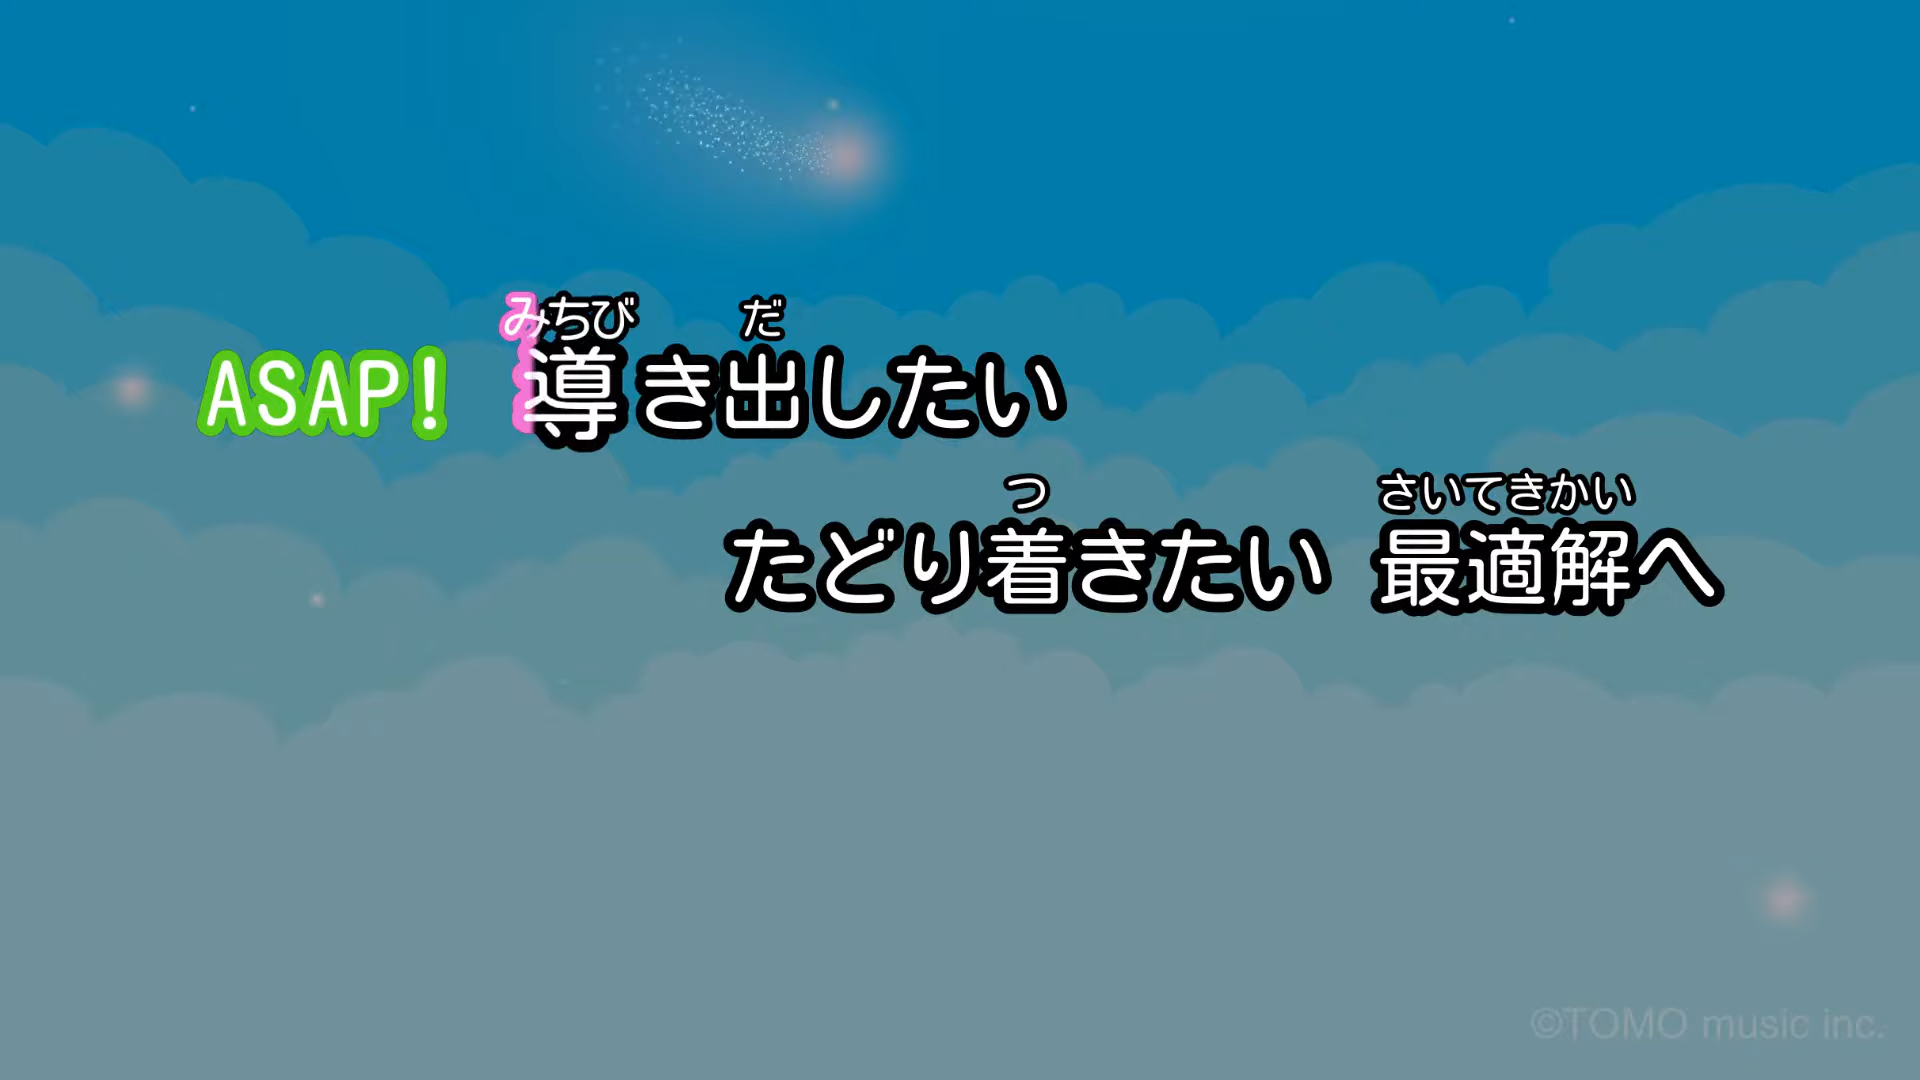 みちび だ
ASAP! 導き出したい
つ さいてきかい
たどり着きたい 最適解へ
©TOMO music inc.